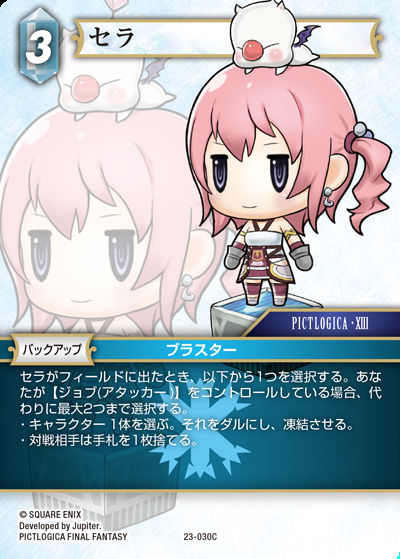 3
セラ
PICTLOGICA・XIII
バックアップ
ブラスター
セラがフィールドに出たとき、以下から1つを選択する。あな
たが【ジョブ(アタッカー)】をコントロールしている場合、代
わりに最大2つまで選択する。
・キャラクター 1体を選ぶ。それをダルにし、凍結させる。
・対戦相手は手札を1枚捨てる。
© SQUARE ENIX
Developed by Jupiter.
PICTLOGICA FINAL FANTASY
23-030C